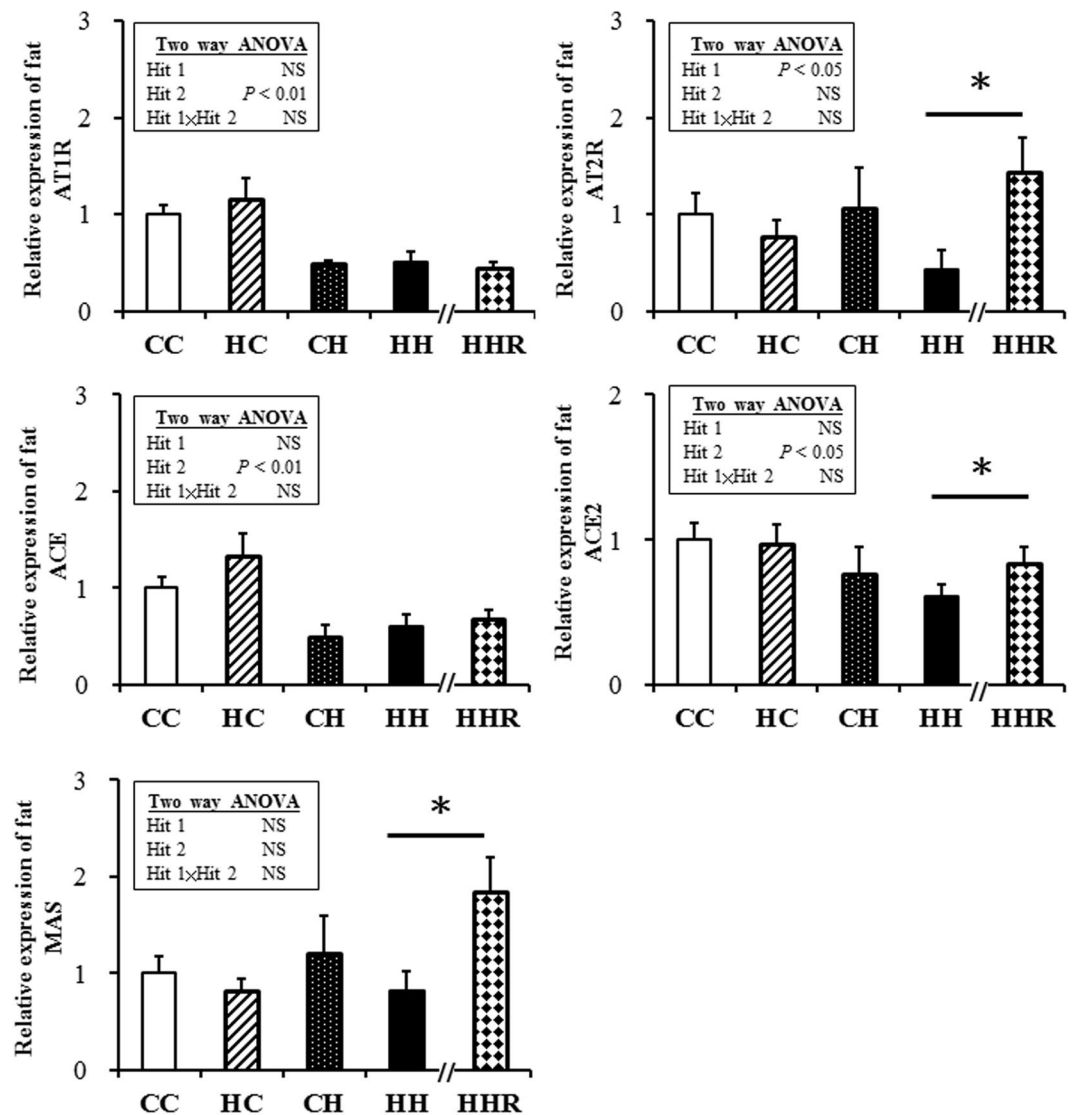 Relative expression of fat
AT1R
3
2
1
0
Two way ANOVA
Hit 1 NS
Hit 2 P < 0.01
Hit 1×Hit 2 NS
CC HC CH HH // HHR
Relative expression of fat
AT2R
3
2
1
0
Two way ANOVA
Hit 1 P < 0.05
Hit 2 NS
Hit 1×Hit 2 NS
*
CC HC CH HH // HHR
Relative expression of fat
ACE
3
2
1
0
Two way ANOVA
Hit 1 NS
Hit 2 P < 0.01
Hit 1×Hit 2 NS
CC HC CH HH // HHR
Relative expression of fat
ACE2
2
1
0
Two way ANOVA
Hit 1 NS
Hit 2 P < 0.05
Hit 1×Hit 2 NS
*
CC HC CH HH // HHR
Relative expression of fat
MAS
3
2
1
0
Two way ANOVA
Hit 1 NS
Hit 2 NS
Hit 1×Hit 2 NS
*
CC HC CH HH // HHR